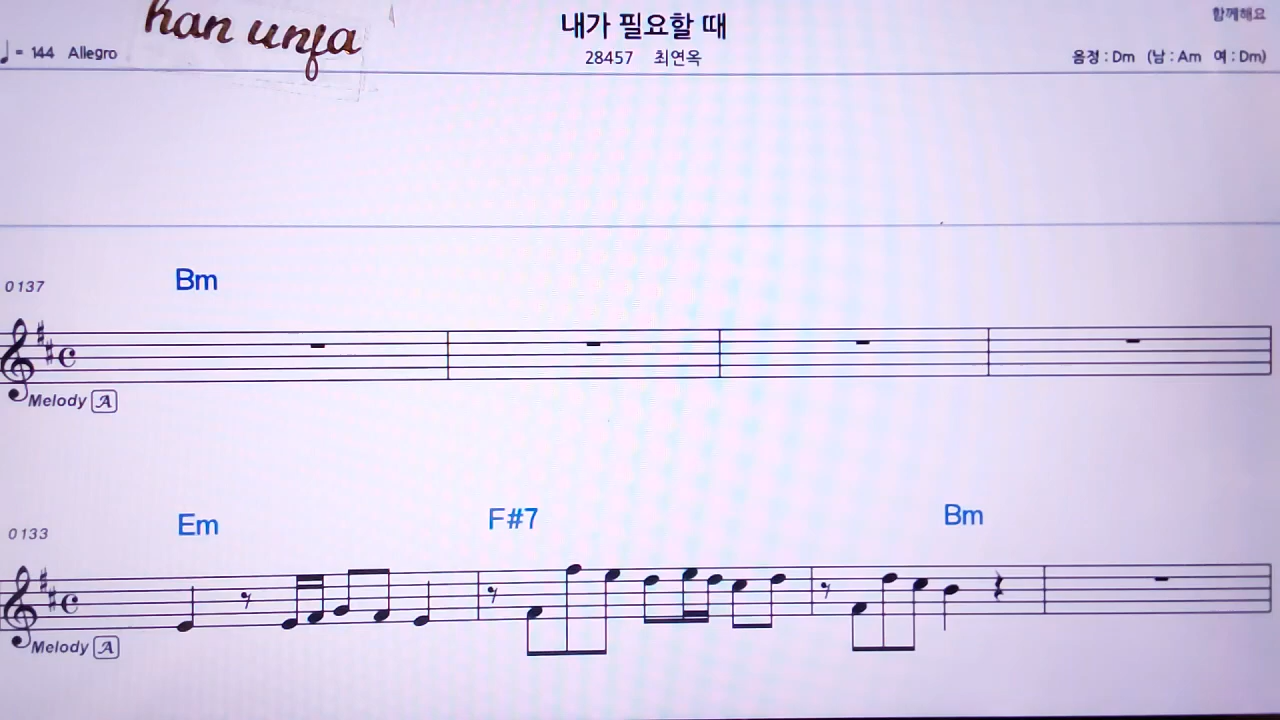 han unja
내가 필요할 때
함께해요
♩= 144 Allegro
28457 최연옥
음정 : Dm (남 : Am 여 : Dm)
0137
Bm
Melody A
0133
Em F#7 Bm
Melody A